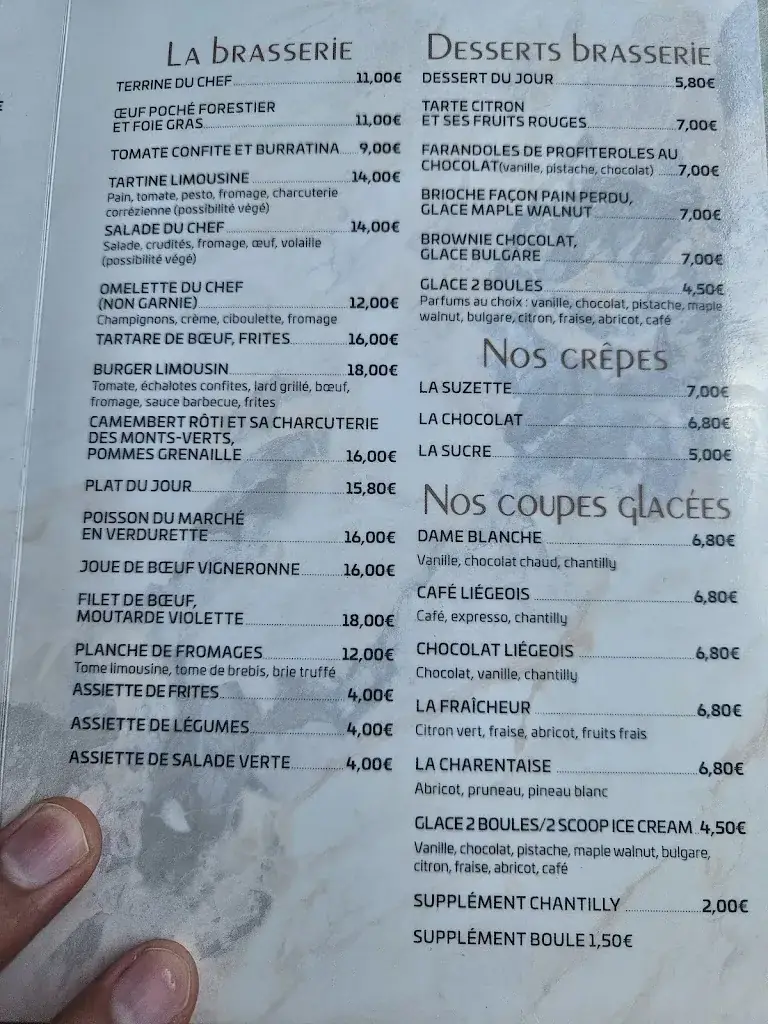 La brasserie
TERRINE DU CHEF 11,00€
ŒUF POCHÉ FORESTIER
ET FOIE GRAS 11,00€
TOMATE CONFITE ET BURRATINA 9,00€
TARTINE LIMOUSINE 14,00€
Pain, tomate, pesto, fromage, charcuterie
corrézienne (possibilité végé)
SALADE DU CHEF 14,00€
Salade, crudités, fromage, œuf, volaille
(possibilité végé)
OMELETTE DU CHEF
(NON GARNIE) 12,00€
Champignons, crème, ciboulette, fromage
TARTARE DE BŒUF, FRITES 16,00€
BURGER LIMOUSIN 18,00€
Tomate, échalotes confites, lard grillé, bœuf,
fromage, sauce barbecue, frites
CAMEMBERT RÔTI ET SA CHARCUTERIE
DES MONTS-VERTS,
POMMES GRENAILLE 16,00€
PLAT DU JOUR 15,80€
POISSON DU MARCHÉ
EN VERDURETTE 16,00€
JOUE DE BŒUF VIGNERONNE 16,00€
FILET DE BŒUF,
MOUTARDE VIOLETTE 18,00€
PLANCHE DE FROMAGES 12,00€
Tome limousine, tome de brebis, brie truffé
ASSIETTE DE FRITES 4,00€
ASSIETTE DE LÉGUMES 4,00€
ASSIETTE DE SALADE VERTE 4,00€
Desserts brasserie
DESSERT DU JOUR 5,80€
TARTE CITRON
ET SES FRUITS ROUGES 7,00€
FARANDOLES DE PROFITEROLES AU
CHOCOLAT (vanille, pistache, chocolat) 7,00€
BRIOCHE FAÇON PAIN PERDU,
GLACE MAPLE WALNUT 7,00€
BROWNIE CHOCOLAT,
GLACE BULGARE 7,00€
GLACE 2 BOULES 4,50€
Parfums au choix : vanille, chocolat, pistache, maple
walnut, bulgare, citron, fraise, abricot, café
Nos crêpes
LA SUZETTE 7,00€
LA CHOCOLAT 6,80€
LA SUCRE 5,00€
Nos coupes glacées
DAME BLANCHE 6,80€
Vanille, chocolat chaud, chantilly
CAFÉ LIÉGEOIS 6,80€
Café, expresso, chantilly
CHOCOLAT LIÉGEOIS 6,80€
Chocolat, vanille, chantilly
LA FRAÎCHEUR 6,80€
Citron vert, fraise, abricot, fruits frais
LA CHARENTAISE 6,80€
Abricot, pruneau, pineau blanc
GLACE 2 BOULES/2 SCOOP ICE CREAM 4,50€
Vanille, chocolat, pistache, maple walnut, bulgare,
citron, fraise, abricot, café
SUPPLÉMENT CHANTILLY 2,00€
SUPPLÉMENT BOULE 1,50€